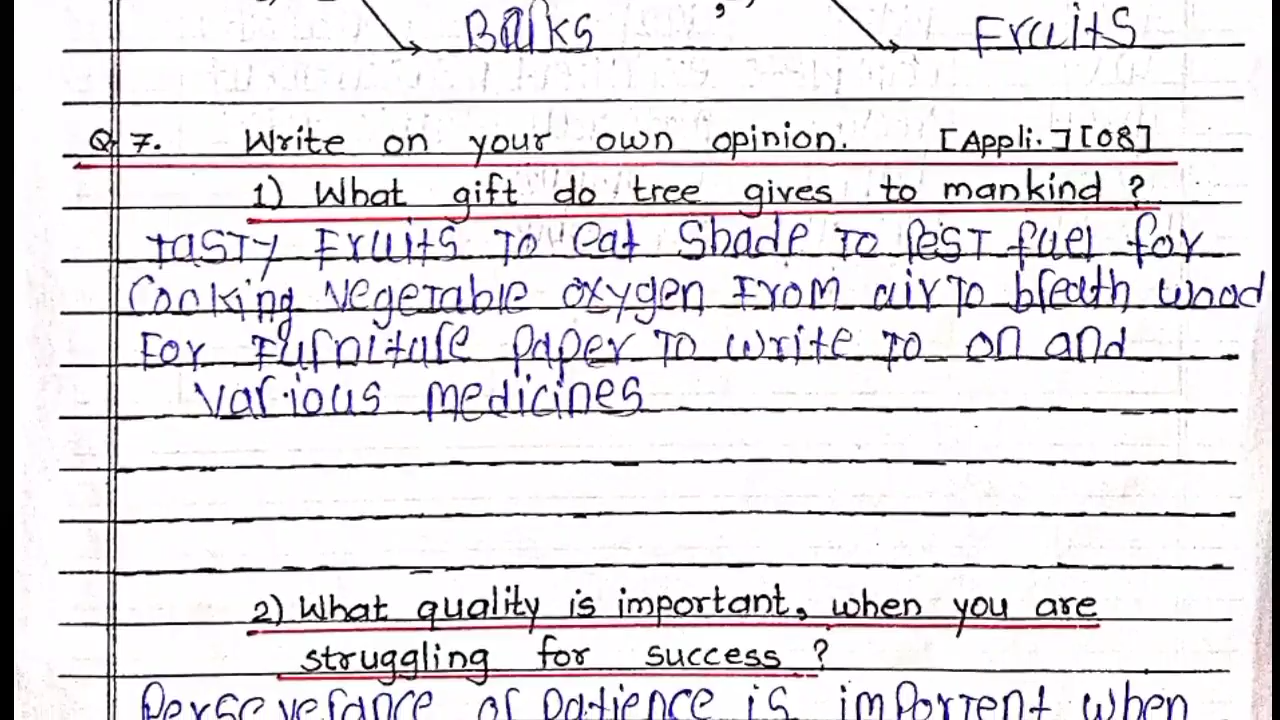 Balks , Fruits
Q 7. Write on your own opinion. [Appli.] [08]
1) What gift do tree gives to mankind ?
Tasty Fruits To eat Shade To rest fuel for
Cooking vegetable oxygen From air To breath wood
For Furniture paper To write To on and
various medicines
2) What quality is important, when you are
struggling for success ?
Perseverance or patience is importent when